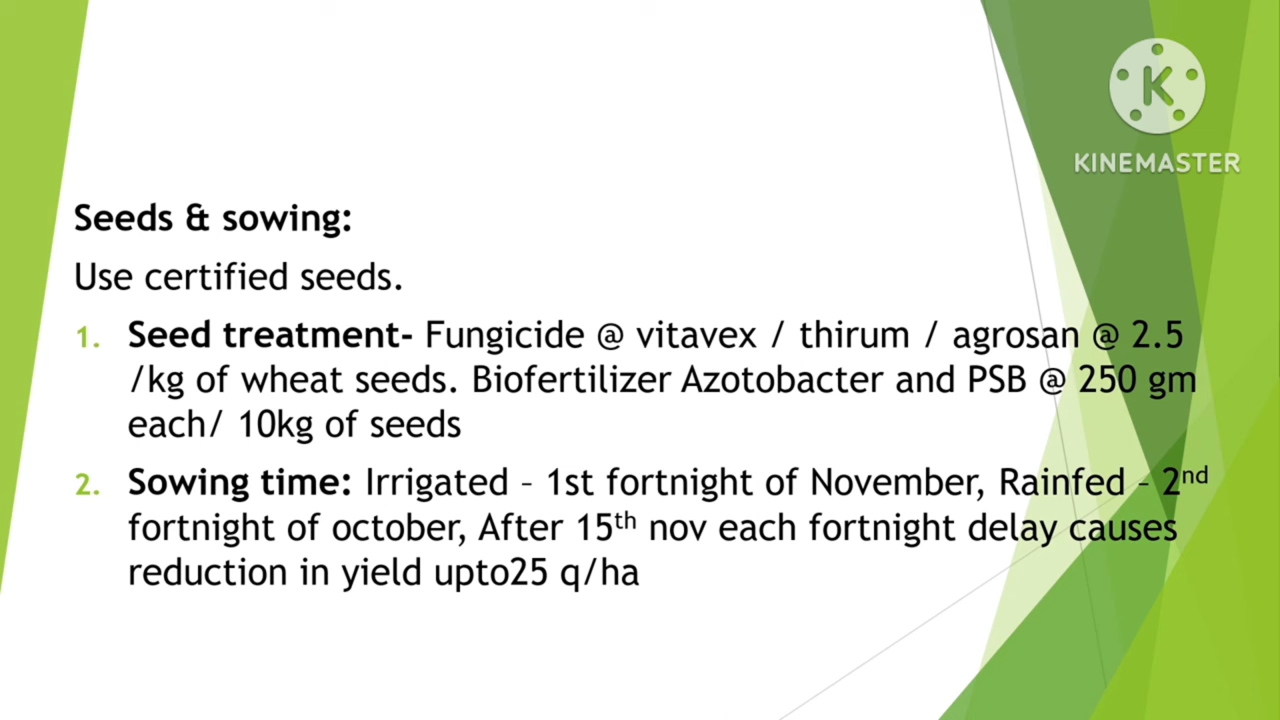 K
KINEMASTER
Seeds & sowing:
Use certified seeds.
1. Seed treatment- Fungicide @ vitavex / thirum / agrosan @ 2.5
/kg of wheat seeds. Biofertilizer Azotobacter and PSB @ 250 gm
each/ 10kg of seeds
2. Sowing time: Irrigated – 1st fortnight of November, Rainfed – 2nd
fortnight of october, After 15th nov each fortnight delay causes
reduction in yield upto25 q/ha